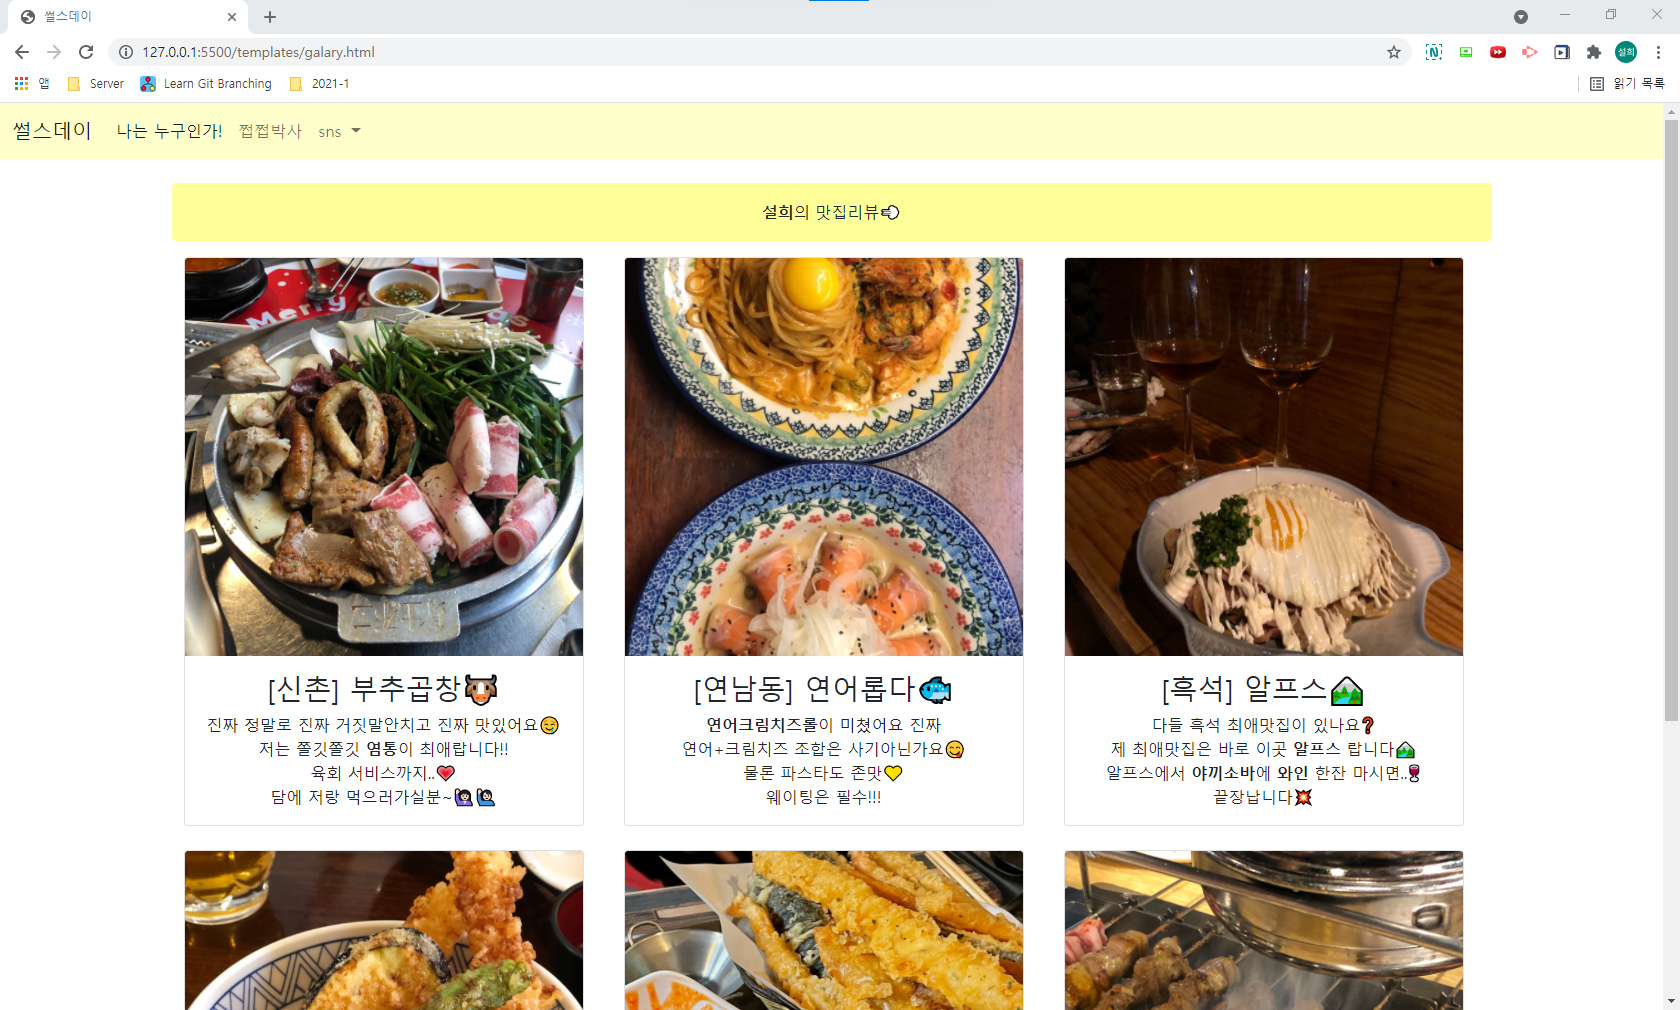 썰스데이
127.0.0.1:5500/templates/galary.html
설희
앱
Server
Learn Git Branching
2021-1
읽기 목록
썰스데이 나는 누구인가! 쩝쩝박사 sns
설희의 맛집리뷰
Merry
[신촌] 부추곱창
진짜 정말로 진짜 거짓말안치고 진짜 맛있어요
저는 쫄깃쫄깃 염통이 최애랍니다!!
육회 서비스까지..
담에 저랑 먹으러가실분~
[연남동] 연어롭다
연어크림치즈롤이 미쳤어요 진짜
연어+크림치즈 조합은 사기아닌가요
물론 파스타도 존맛
웨이팅은 필수!!!
[흑석] 알프스
다들 흑석 최애맛집이 있나요❓
제 최애맛집은 바로 이곳 알프스 랍니다
알프스에서 야끼소바에 와인 한잔 마시면..
끝장납니다